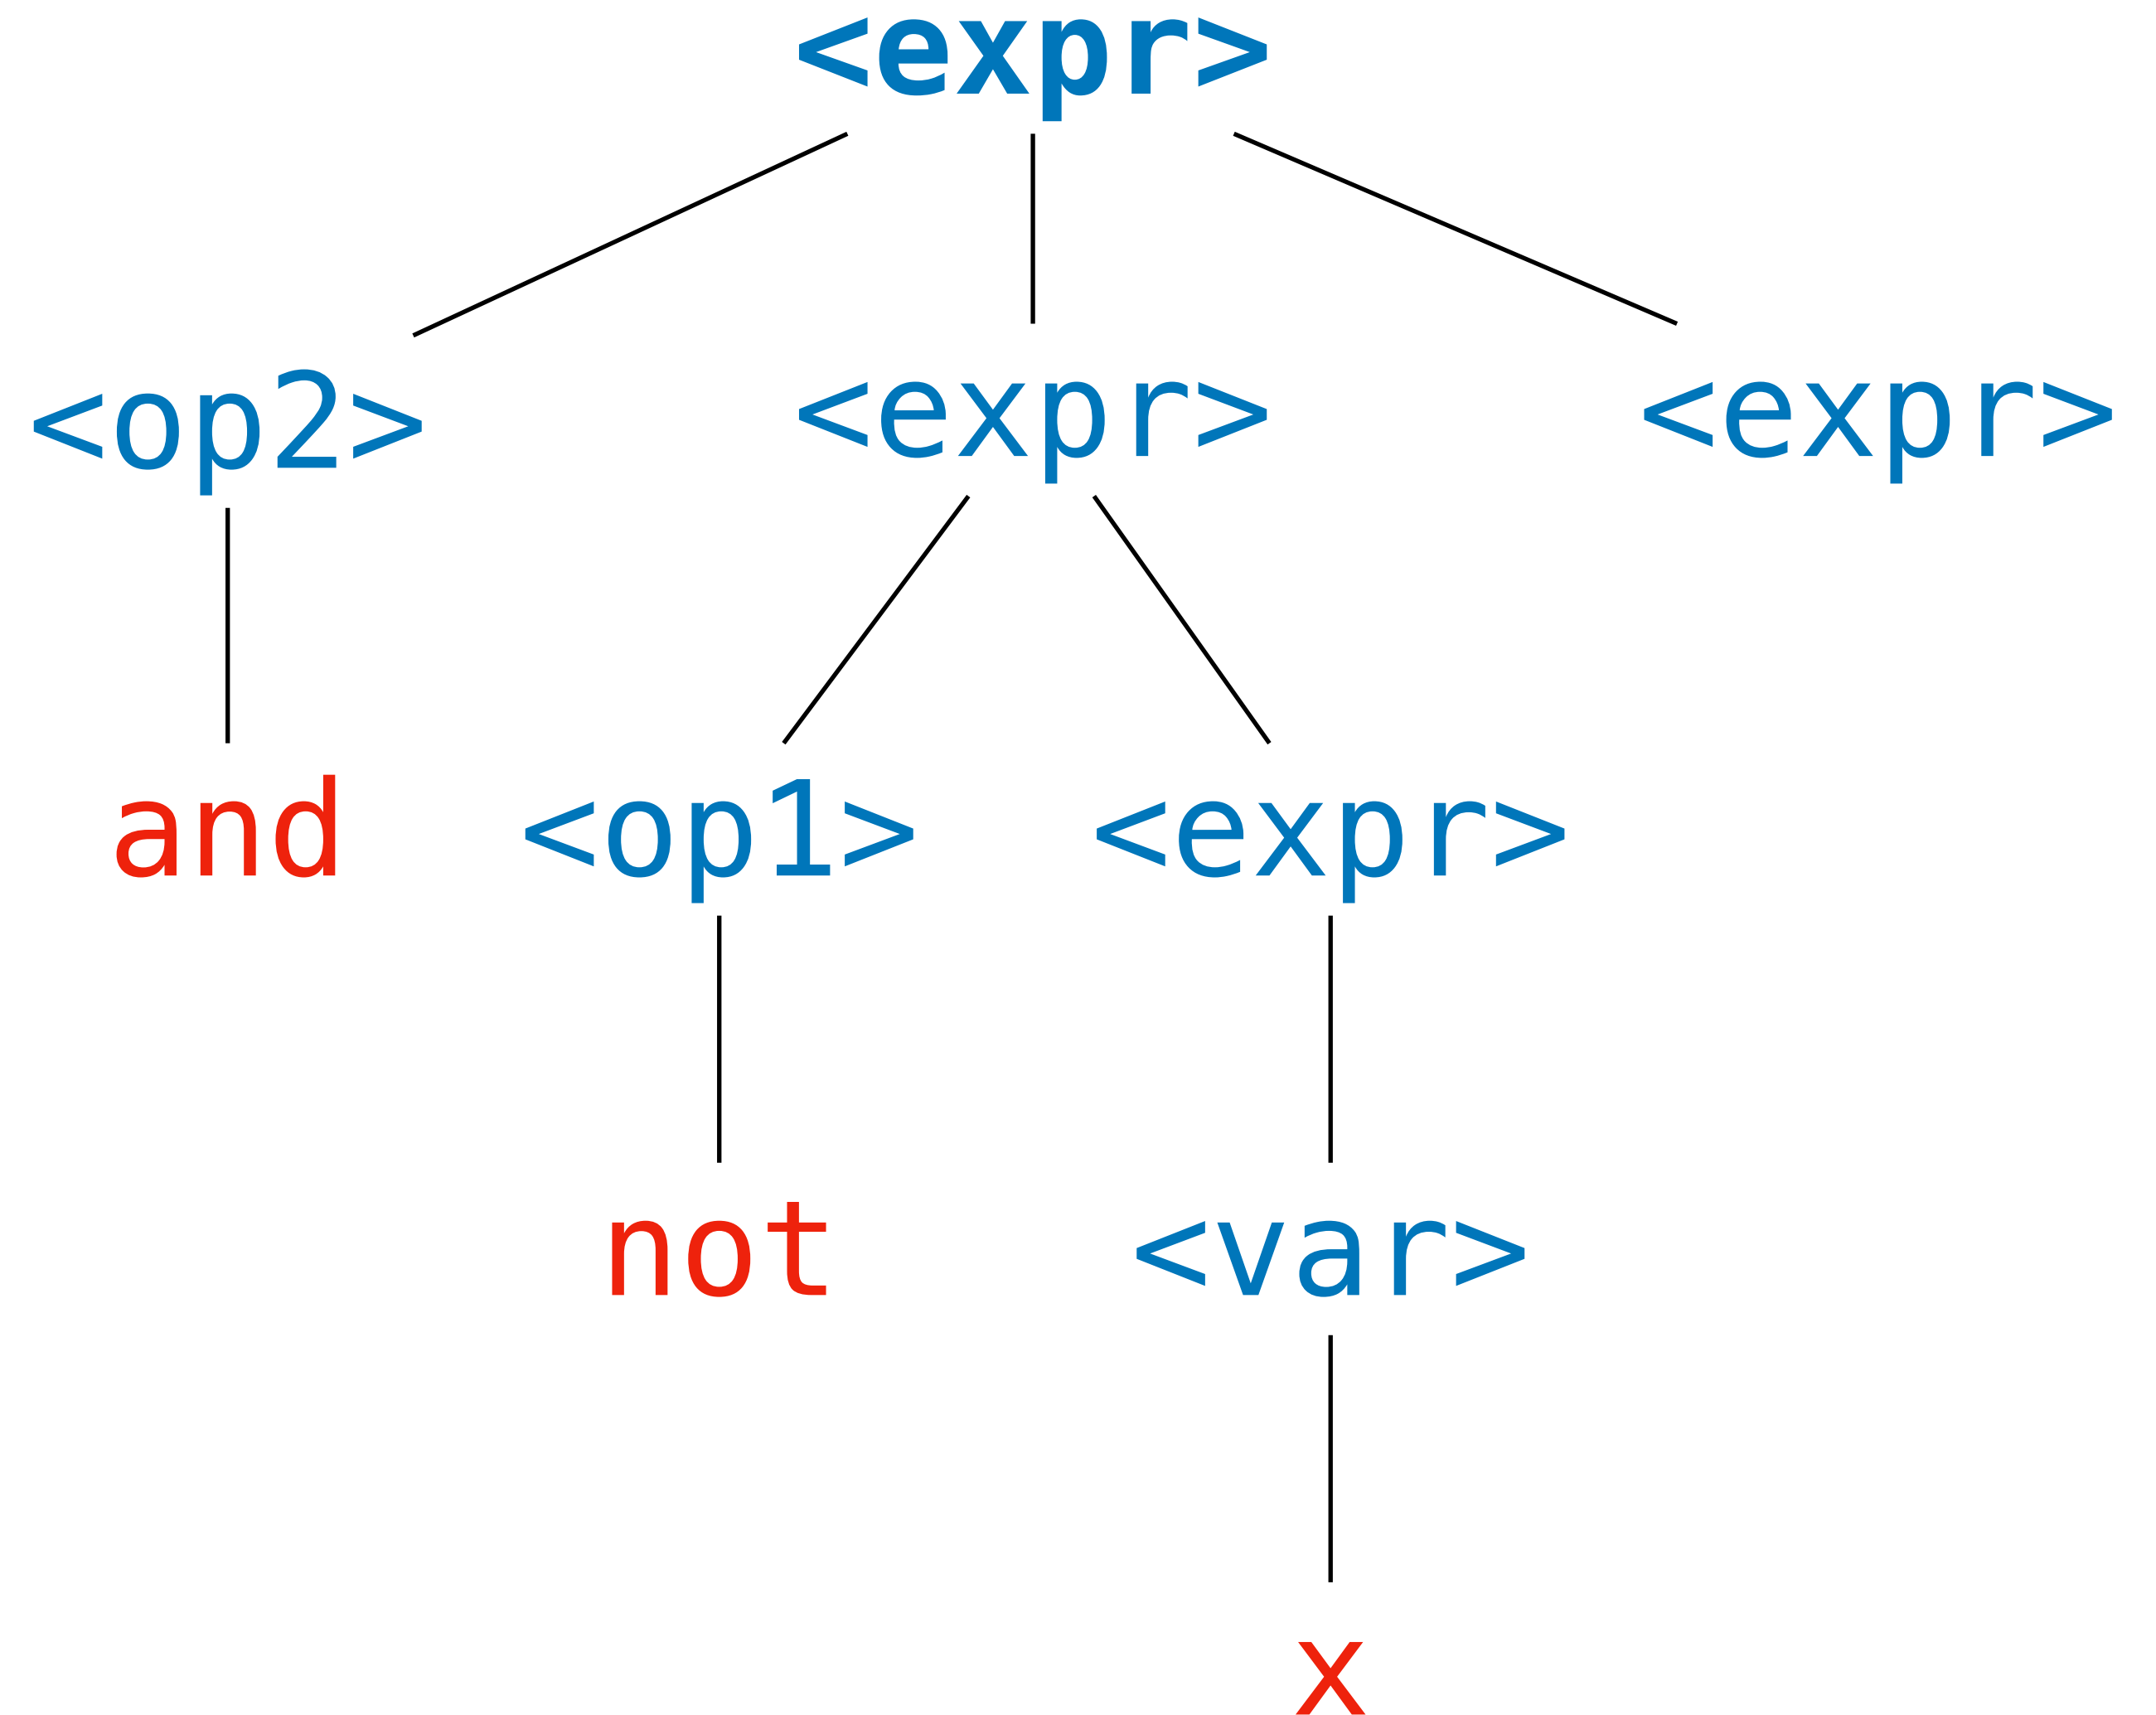 <expr>
<op2> <expr> <expr>
and <op1> <expr>
not <var>
x